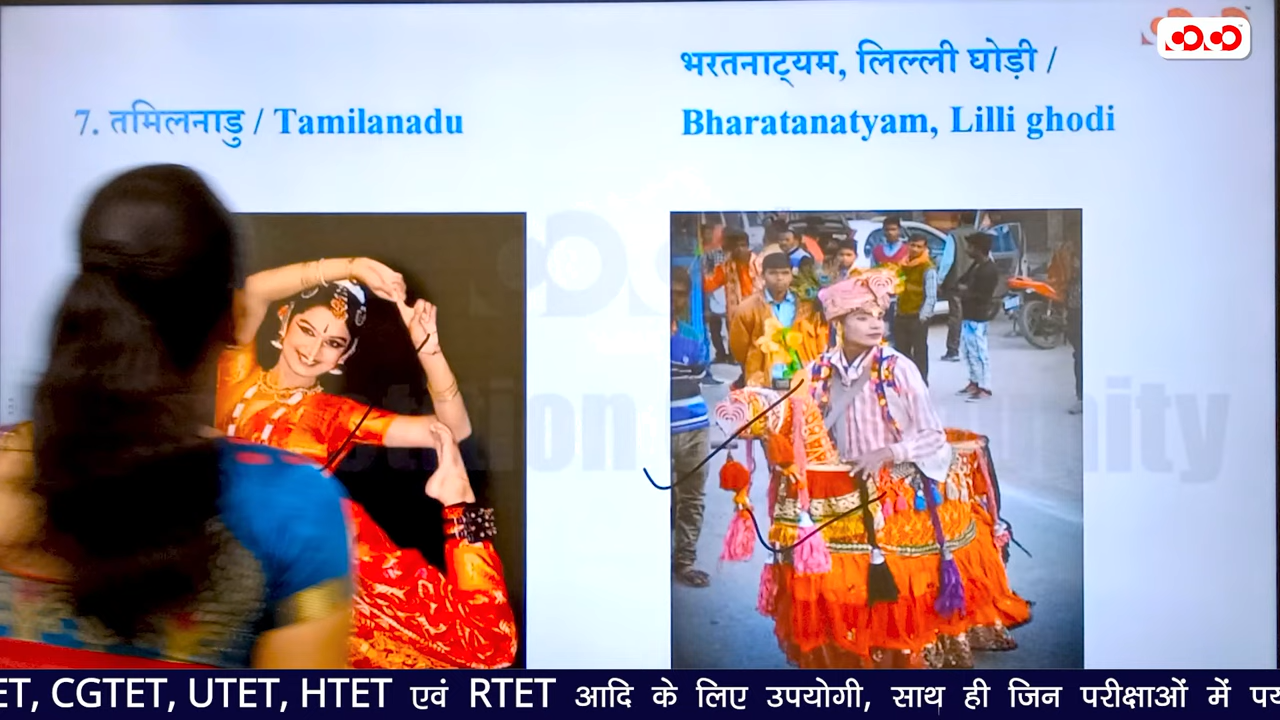 भरतनाट्यम, लिल्ली घोड़ी /
7. तमिलनाडु / Tamilanadu
Bharatanatyam, Lilli ghodi
ET, CGTET, UTET, HTET एवं RTET आदि के लिए उपयोगी, साथ ही जिन परीक्षाओं में